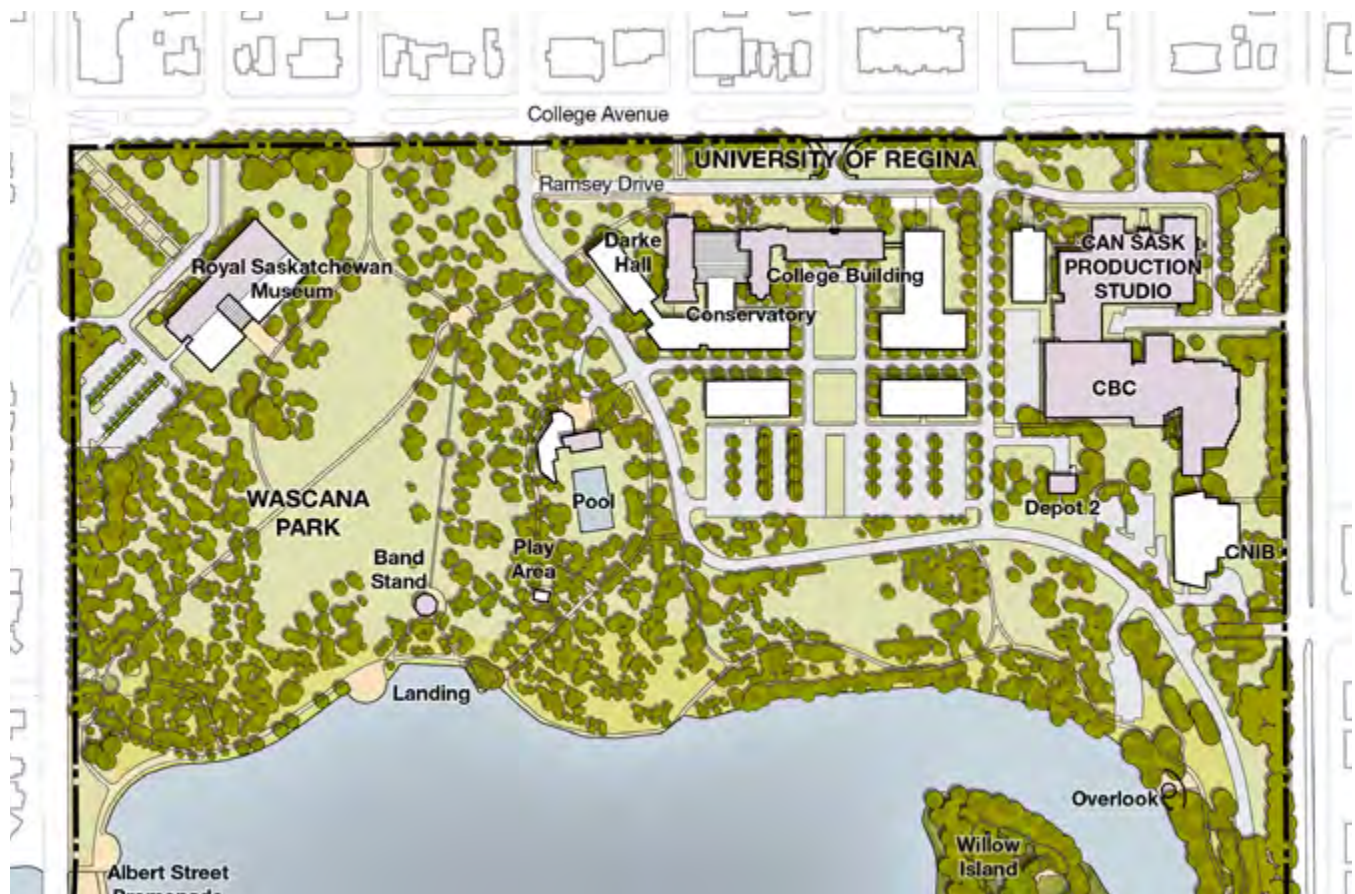 College Avenue
UNIVERSITY OF REGINA
Ramsey Drive
Darke
Hall
CAN SASK
PRODUCTION
STUDIO
Royal Saskatchewan
Museum
College Building
Conservatory
CBC
WASCANA
PARK
Pool
Depot 2
Band
Stand
Play
Area
CNIB
Landing
Overlook
Willow
Island
Albert Street
Promenade